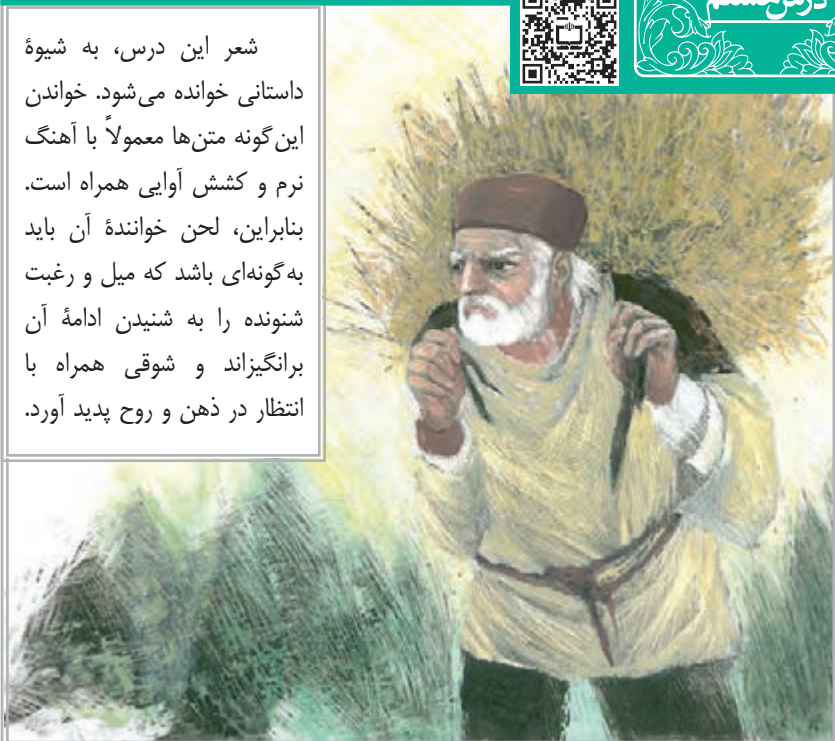 شعر این درس، به شیوهٔ
داستانی خوانده می‌شود. خواندن
این‌گونه متن‌ها معمولاً با آهنگ
نرم و کشش آوایی همراه است.
بنابراین، لحن خوانندهٔ آن باید
به‌گونه‌ای باشد که میل و رغبت
شنونده را به شنیدن ادامهٔ آن
برانگیزاند و شوقی همراه با
انتظار در ذهن و روح پدید آورد.